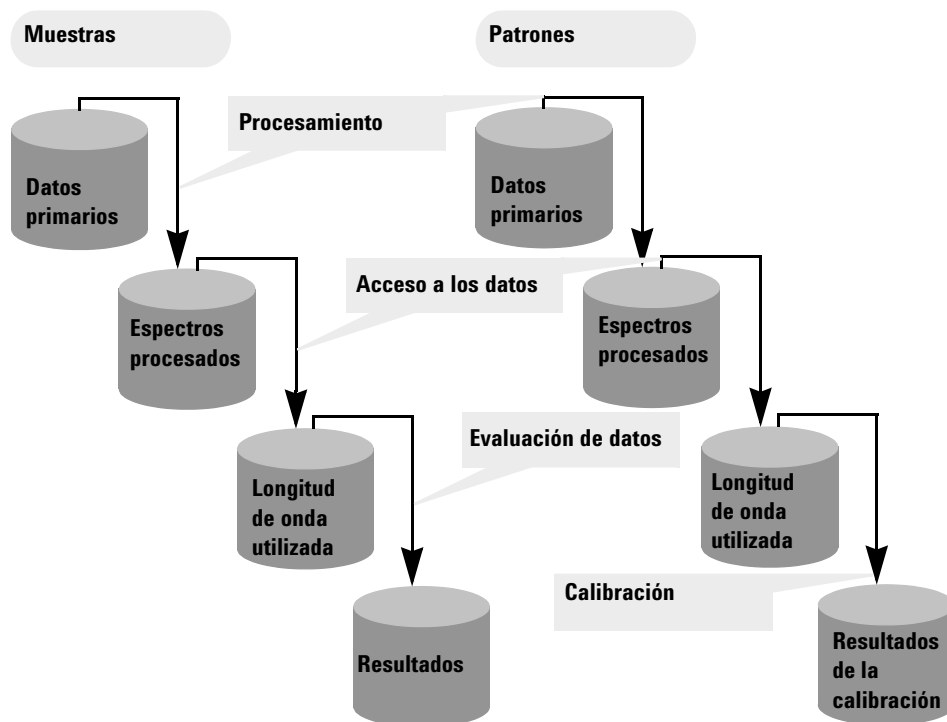 Muestras
Patrones
Procesamiento
Datos
primarios
Datos
primarios
Acceso a los datos
Espectros
procesados
Espectros
procesados
Evaluación de datos
Longitud
de onda
utilizada
Longitud
de onda
utilizada
Calibración
Resultados
Resultados
de la
calibración